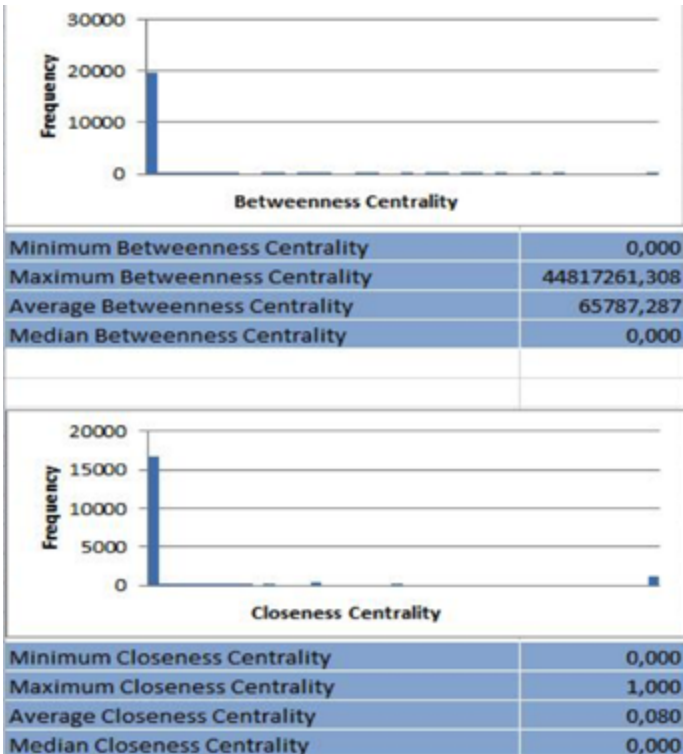 30000
20000
10000
0
Frequency
Betweenness Centrality
Minimum Betweenness Centrality 0,000
Maximum Betweenness Centrality 44817261,308
Average Betweenness Centrality 65787,287
Median Betweenness Centrality 0,000
20000
15000
10000
5000
0
Frequency
Closeness Centrality
Minimum Closeness Centrality 0,000
Maximum Closeness Centrality 1,000
Average Closeness Centrality 0,080
Median Closeness Centrality 0,000